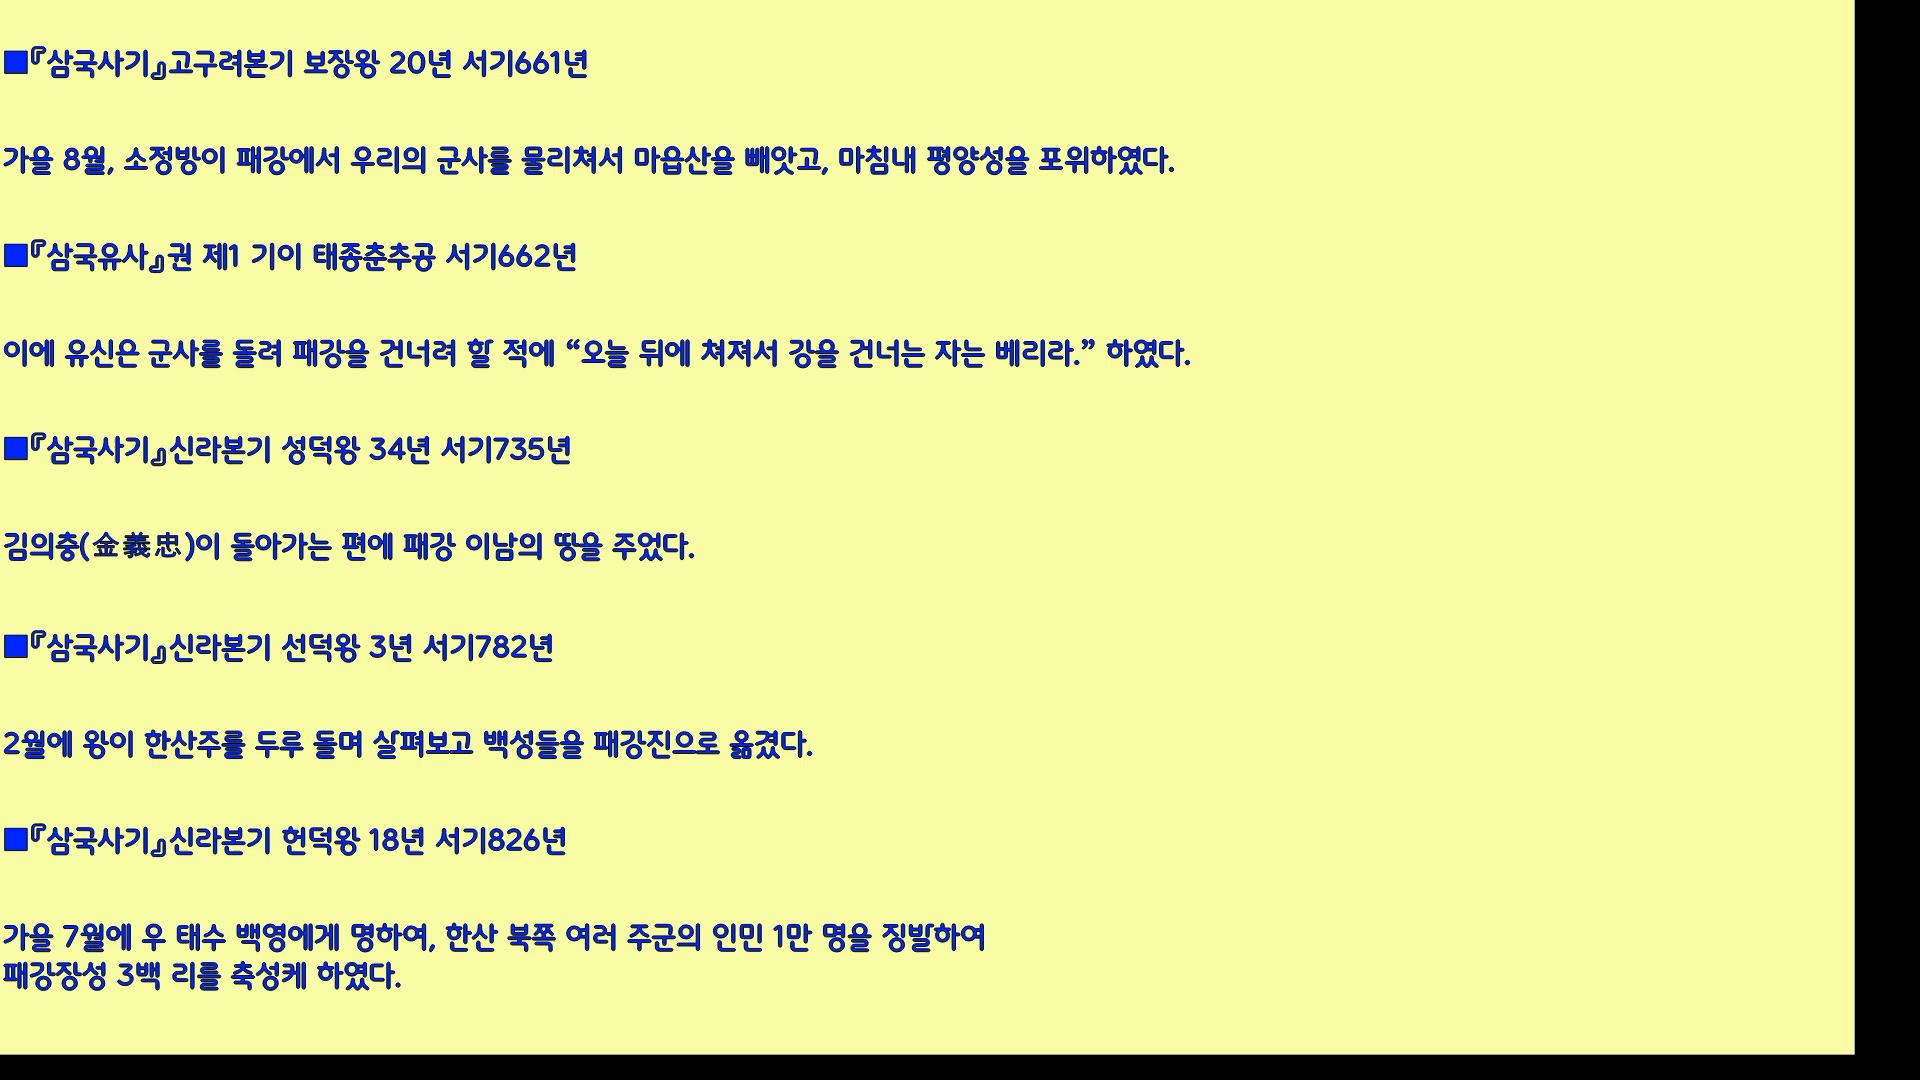 ■『삼국사기』고구려본기 보장왕 20년 서기661년
가을 8월, 소정방이 패강에서 우리의 군사를 물리쳐서 마읍산을 빼앗고, 마침내 평양성을 포위하였다.
■『삼국유사』권 제1 기이 태종춘추공 서기662년
이에 유신은 군사를 돌려 패강을 건너려 할 적에 “오늘 뒤에 쳐져서 강을 건너는 자는 베리라.” 하였다.
■『삼국사기』신라본기 성덕왕 34년 서기735년
김의충(金義忠)이 돌아가는 편에 패강 이남의 땅을 주었다.
■『삼국사기』신라본기 선덕왕 3년 서기782년
2월에 왕이 한산주를 두루 돌며 살펴보고 백성들을 패강진으로 옮겼다.
■『삼국사기』신라본기 헌덕왕 18년 서기826년
가을 7월에 우 태수 백영에게 명하여, 한산 북쪽 여러 주군의 인민 1만 명을 징발하여
패강장성 3백 리를 축성케 하였다.